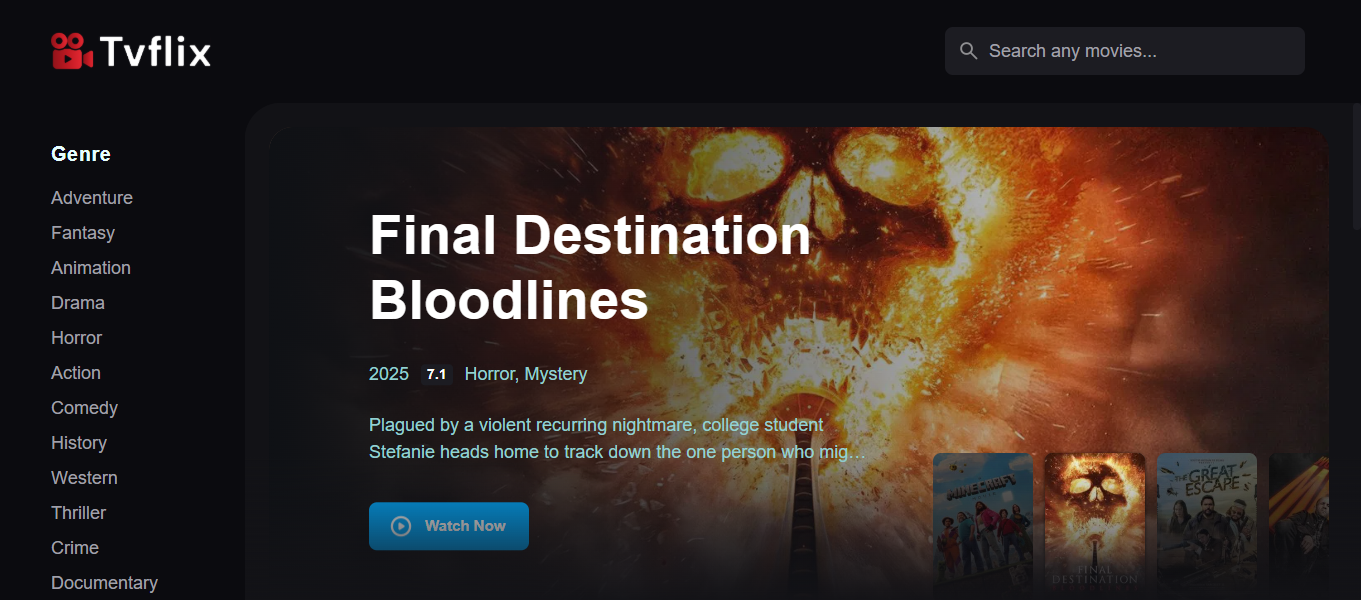 Tvflix
Search any movies...
Genre
Adventure
Fantasy
Animation
Drama
Horror
Action
Comedy
History
Western
Thriller
Crime
Documentary
Final Destination
Bloodlines
2025 7.1 Horror, Mystery
Plagued by a violent recurring nightmare, college student
Stefanie heads home to track down the one person who mig…
Watch Now
MINECRAFT
FINAL
DESTINATION
THE GREAT
ESCAPE